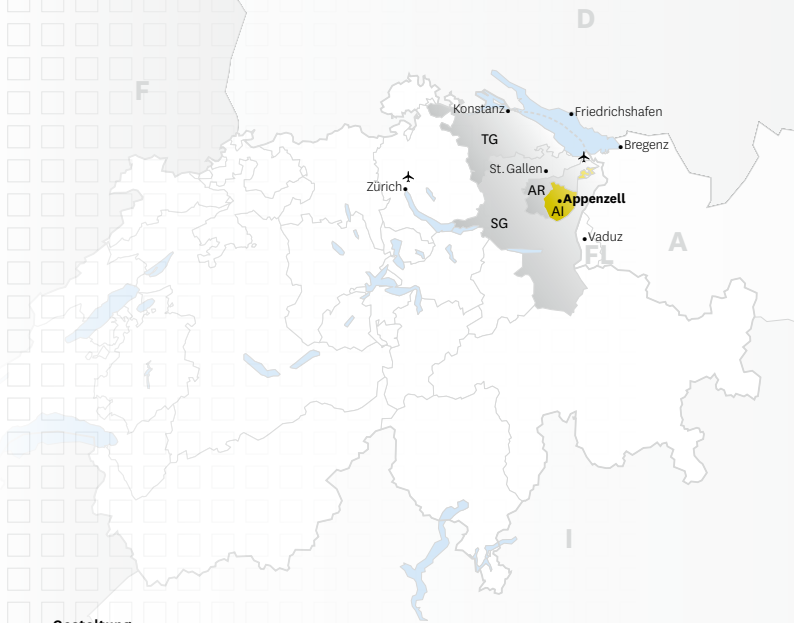 D
F
Konstanz
Friedrichshafen
TG
Bregenz
St. Gallen
Zürich
AR
Appenzell
AI
SG
Vaduz
A
FL
I